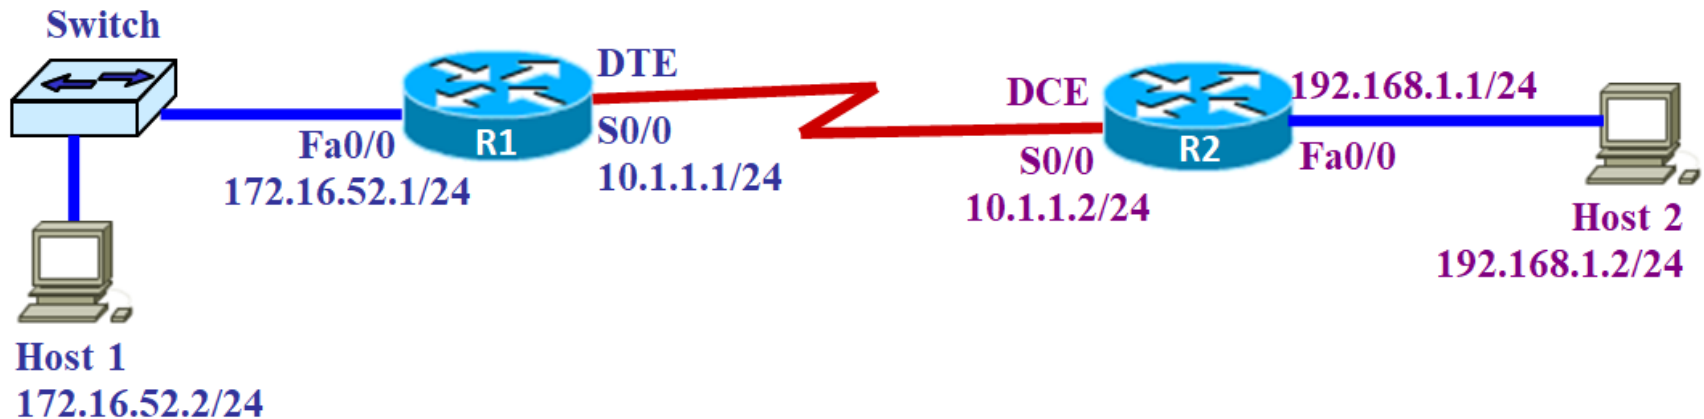 Switch
DTE
R1
Fa0/0
S0/0
172.16.52.1/24
10.1.1.1/24
DCE
R2
192.168.1.1/24
S0/0
Fa0/0
10.1.1.2/24
Host 2
192.168.1.2/24
Host 1
172.16.52.2/24